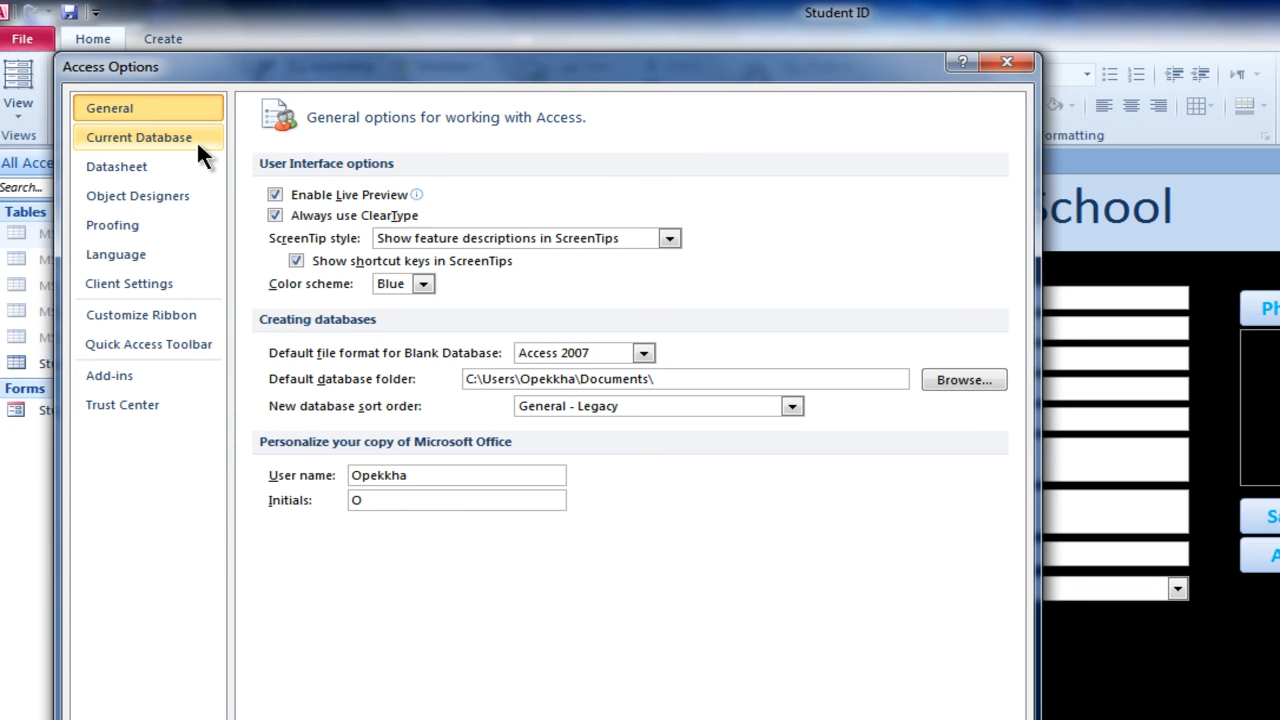 Student ID
File Home Create
View
Views
Access Options
General
Current Database
Datasheet
Object Designers
Proofing
Language
Client Settings
Customize Ribbon
Quick Access Toolbar
Add-ins
Trust Center
General options for working with Access.
User Interface options
Enable Live Preview
Always use ClearType
ScreenTip style: Show feature descriptions in ScreenTips
Show shortcut keys in ScreenTips
Color scheme: Blue
Creating databases
Default file format for Blank Database: Access 2007
Default database folder: C:\Users\Opekkha\Documents\ Browse...
New database sort order: General - Legacy
Personalize your copy of Microsoft Office
User name: Opekkha
Initials: O
All Acce
Search...
Tables
M
M
M
M
M
St
Forms
St
ormatting
School
Ph
Sa
A